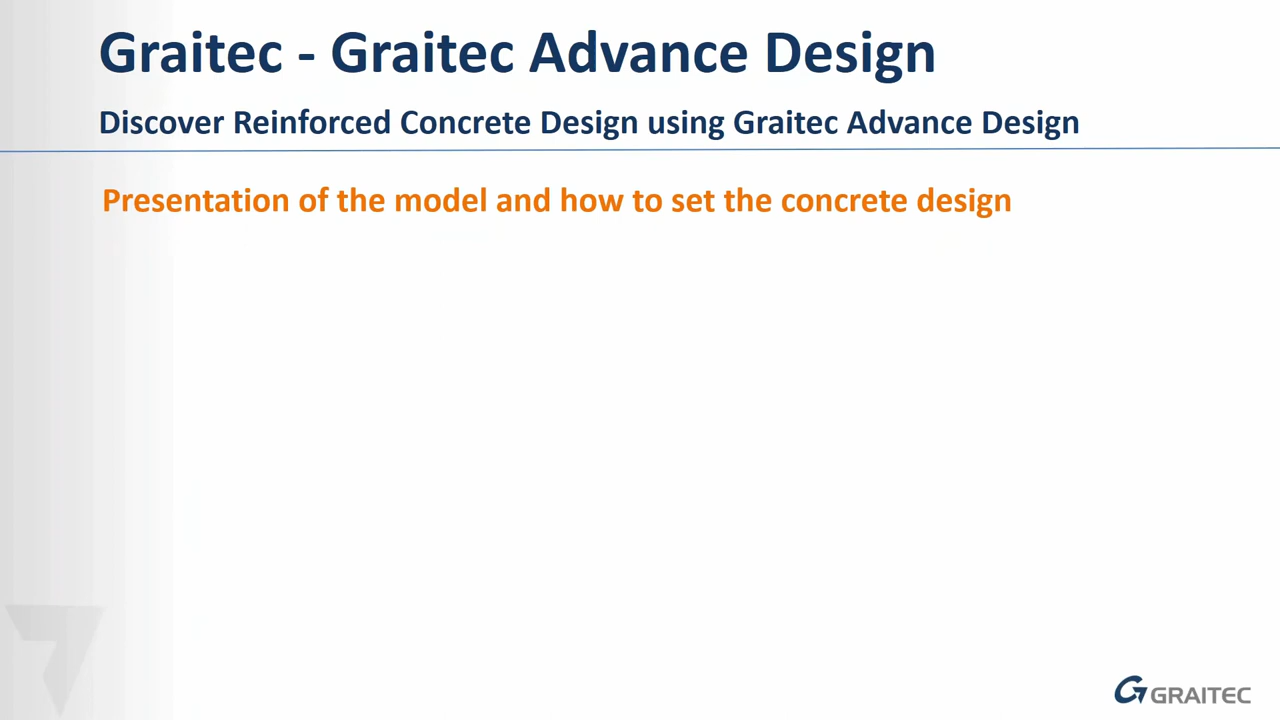 Graitec - Graitec Advance Design
Discover Reinforced Concrete Design using Graitec Advance Design
Presentation of the model and how to set the concrete design
GRAITEC